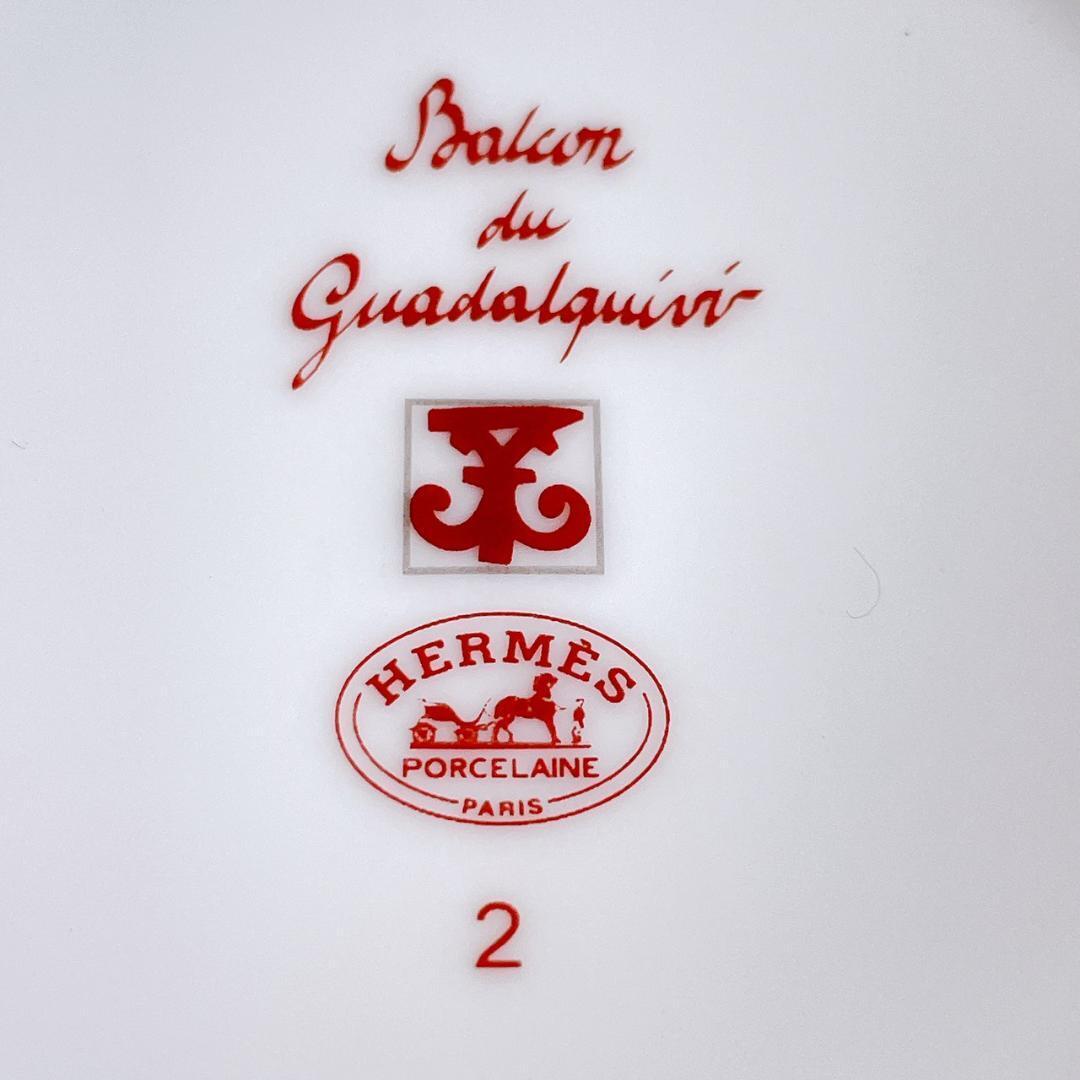 Balcon
du
Guadalquivir
HERMÈS
PORCELAINE
PARIS
2